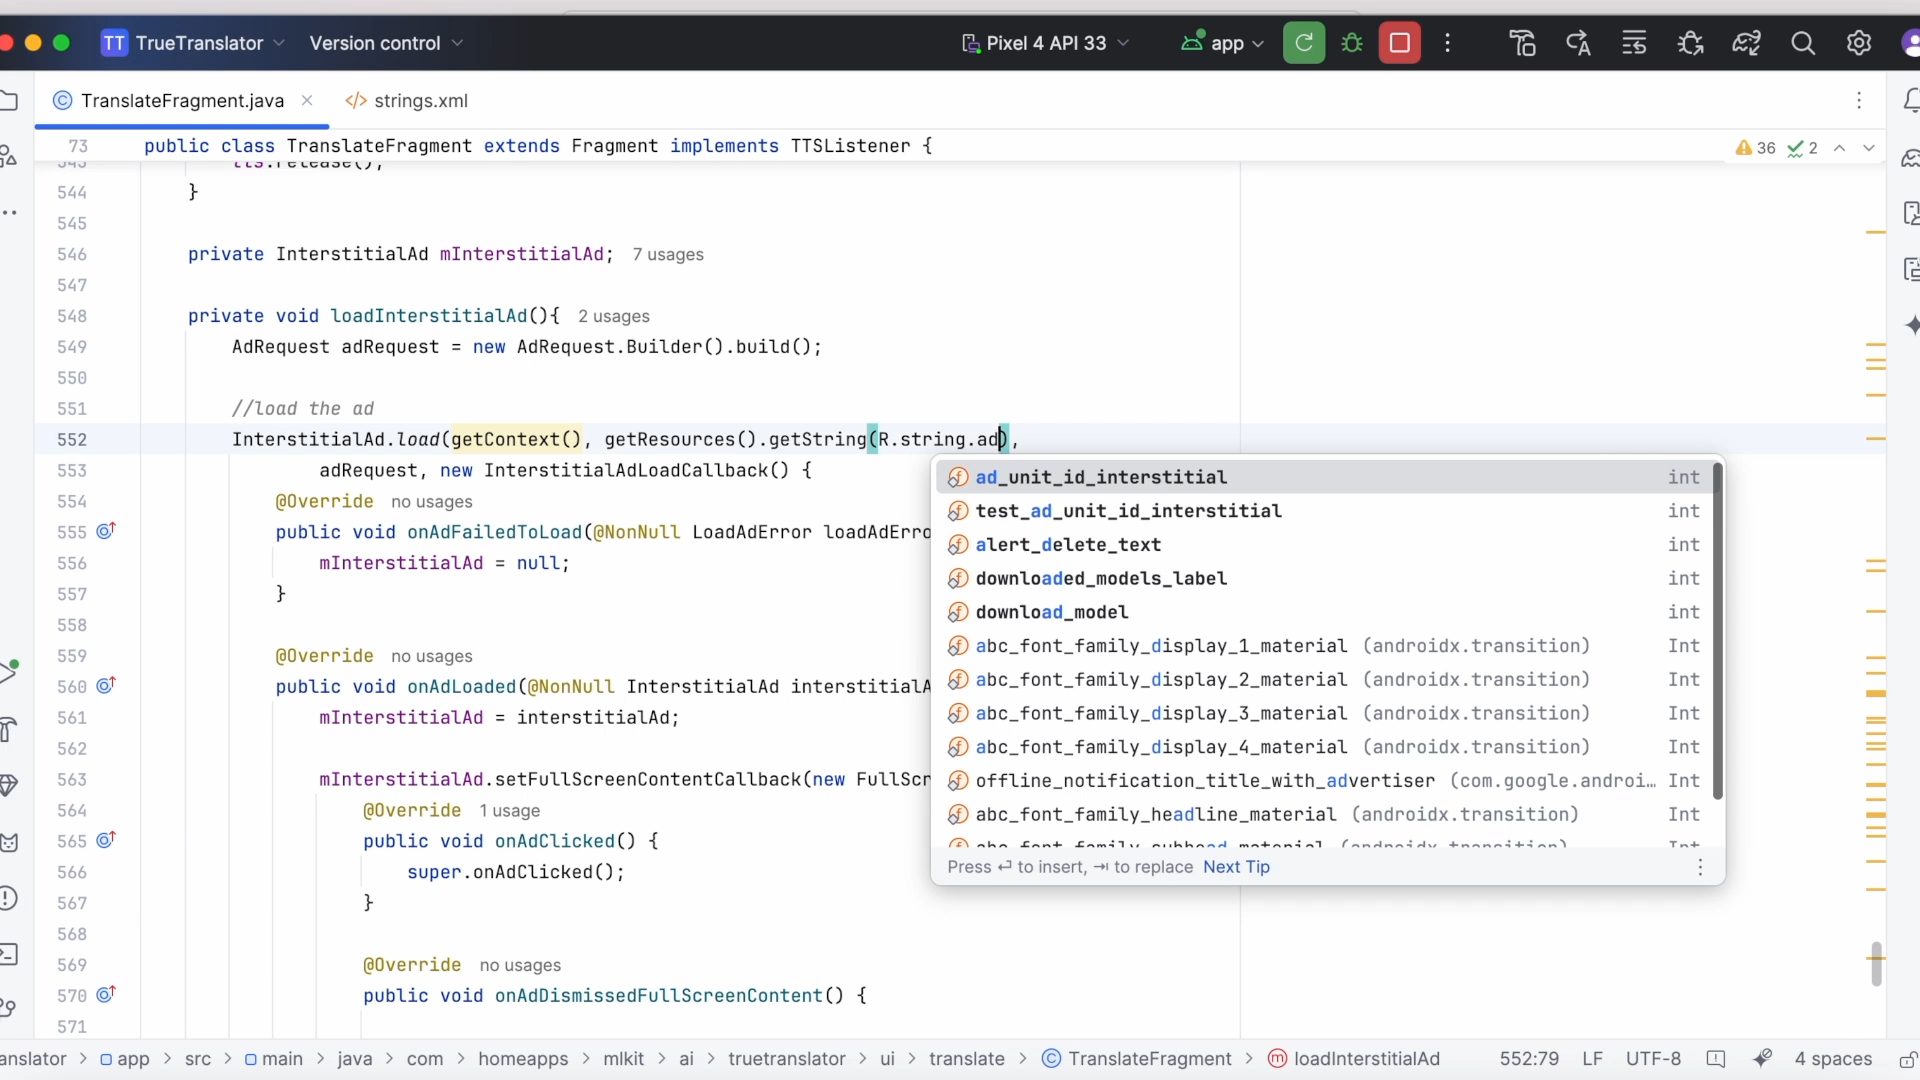 TT TrueTranslator Version control Pixel 4 API 33 app
TranslateFragment.java strings.xml
73 public class TranslateFragment extends Fragment implements TTSListener { 36 2
543 tts.release();
544 }
545
546 private InterstitialAd mInterstitialAd; 7 usages
547
548 private void loadInterstitialAd(){ 2 usages
549 AdRequest adRequest = new AdRequest.Builder().build();
550
551 //load the ad
552 InterstitialAd.load(getContext(), getResources().getString(R.string.ad),
553 adRequest, new InterstitialAdLoadCallback() {
554 @Override no usages
555 public void onAdFailedToLoad(@NonNull LoadAdError loadAdErro
556 mInterstitialAd = null;
557 }
558
559 @Override no usages
560 public void onAdLoaded(@NonNull InterstitialAd interstitialA
561 mInterstitialAd = interstitialAd;
562
563 mInterstitialAd.setFullScreenContentCallback(new FullScr
564 @Override 1 usage
565 public void onAdClicked() {
566 super.onAdClicked();
567 }
568
569 @Override no usages
570 public void onAdDismissedFullScreenContent() {
571
ad_unit_id_interstitial int
test_ad_unit_id_interstitial int
alert_delete_text int
downloaded_models_label int
download_model int
abc_font_family_display_1_material (androidx.transition) Int
abc_font_family_display_2_material (androidx.transition) Int
abc_font_family_display_3_material (androidx.transition) Int
abc_font_family_display_4_material (androidx.transition) Int
offline_notification_title_with_advertiser (com.google.androi… Int
abc_font_family_headline_material (androidx.transition) Int
abc_font_family_subhead_material (androidx.transition) Int
Press ↵ to insert, ⇥ to replace Next Tip
anslator > app > src > main > java > com > homeapps > mlkit > ai > truetranslator > ui > translate > TranslateFragment > loadInterstitialAd 552:79 LF UTF-8 4 spaces